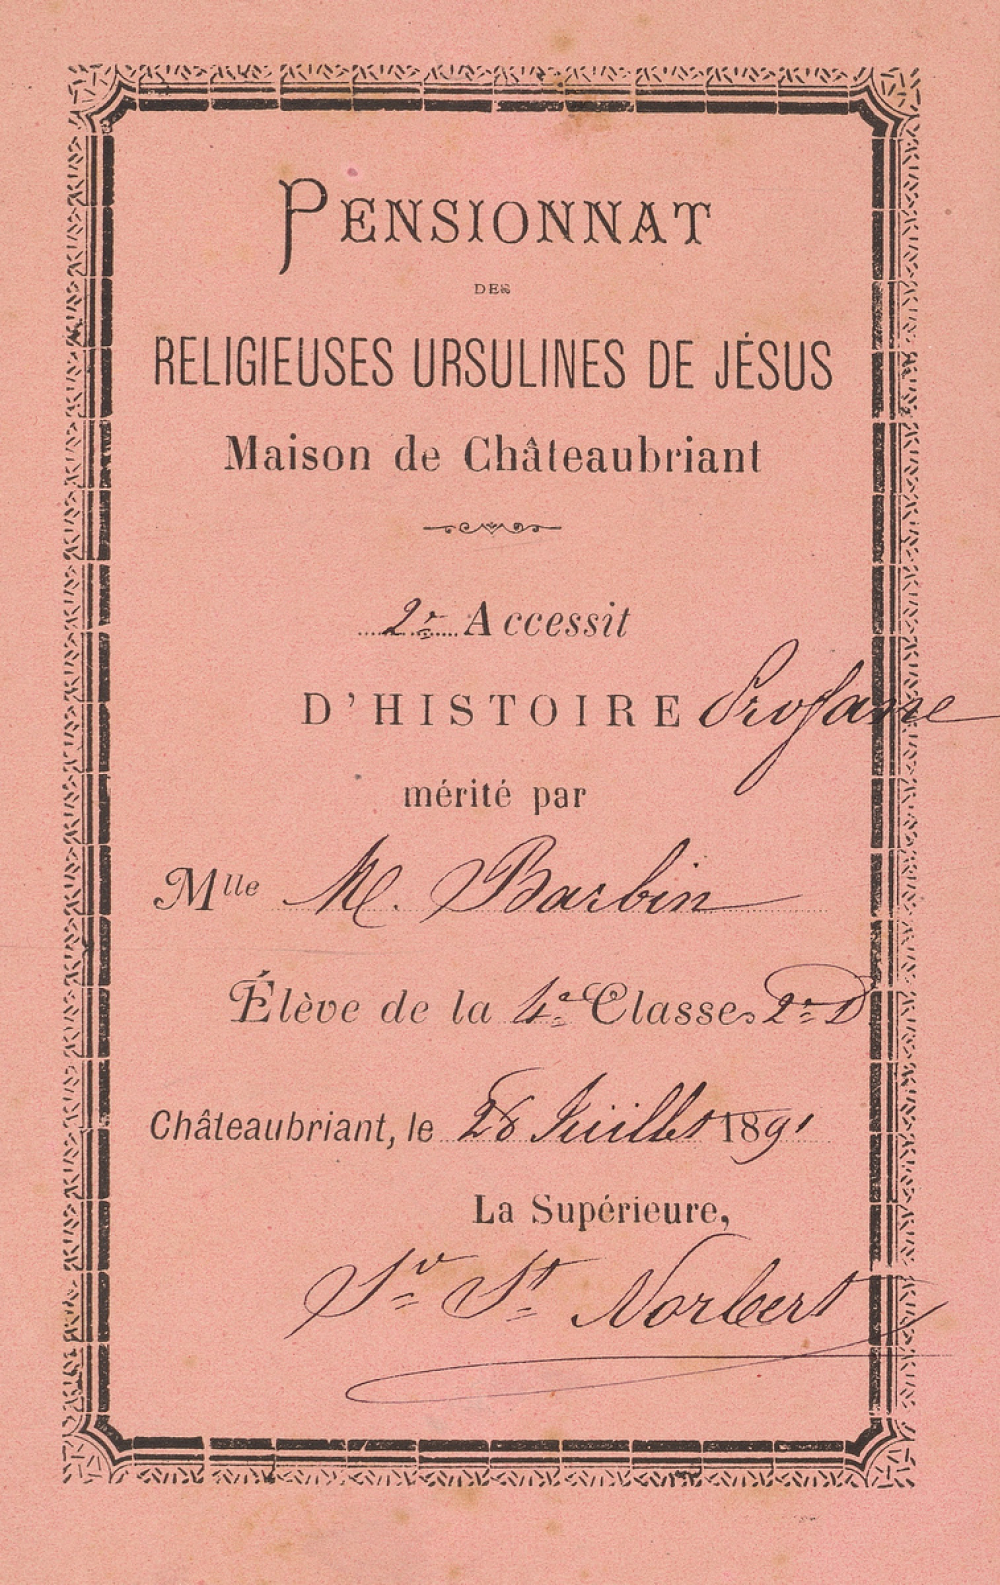 PENSIONNAT
DES
RELIGIEUSES URSULINES DE JÉSUS
Maison de Châteaubriant
2e Accessit
D'HISTOIRE Profane
mérité par
Mlle M. Barbin
Élève de la 4e Classe 2e D
Châteaubriant, le 28 Juillet 1891
La Supérieure,
Sr St Norbert